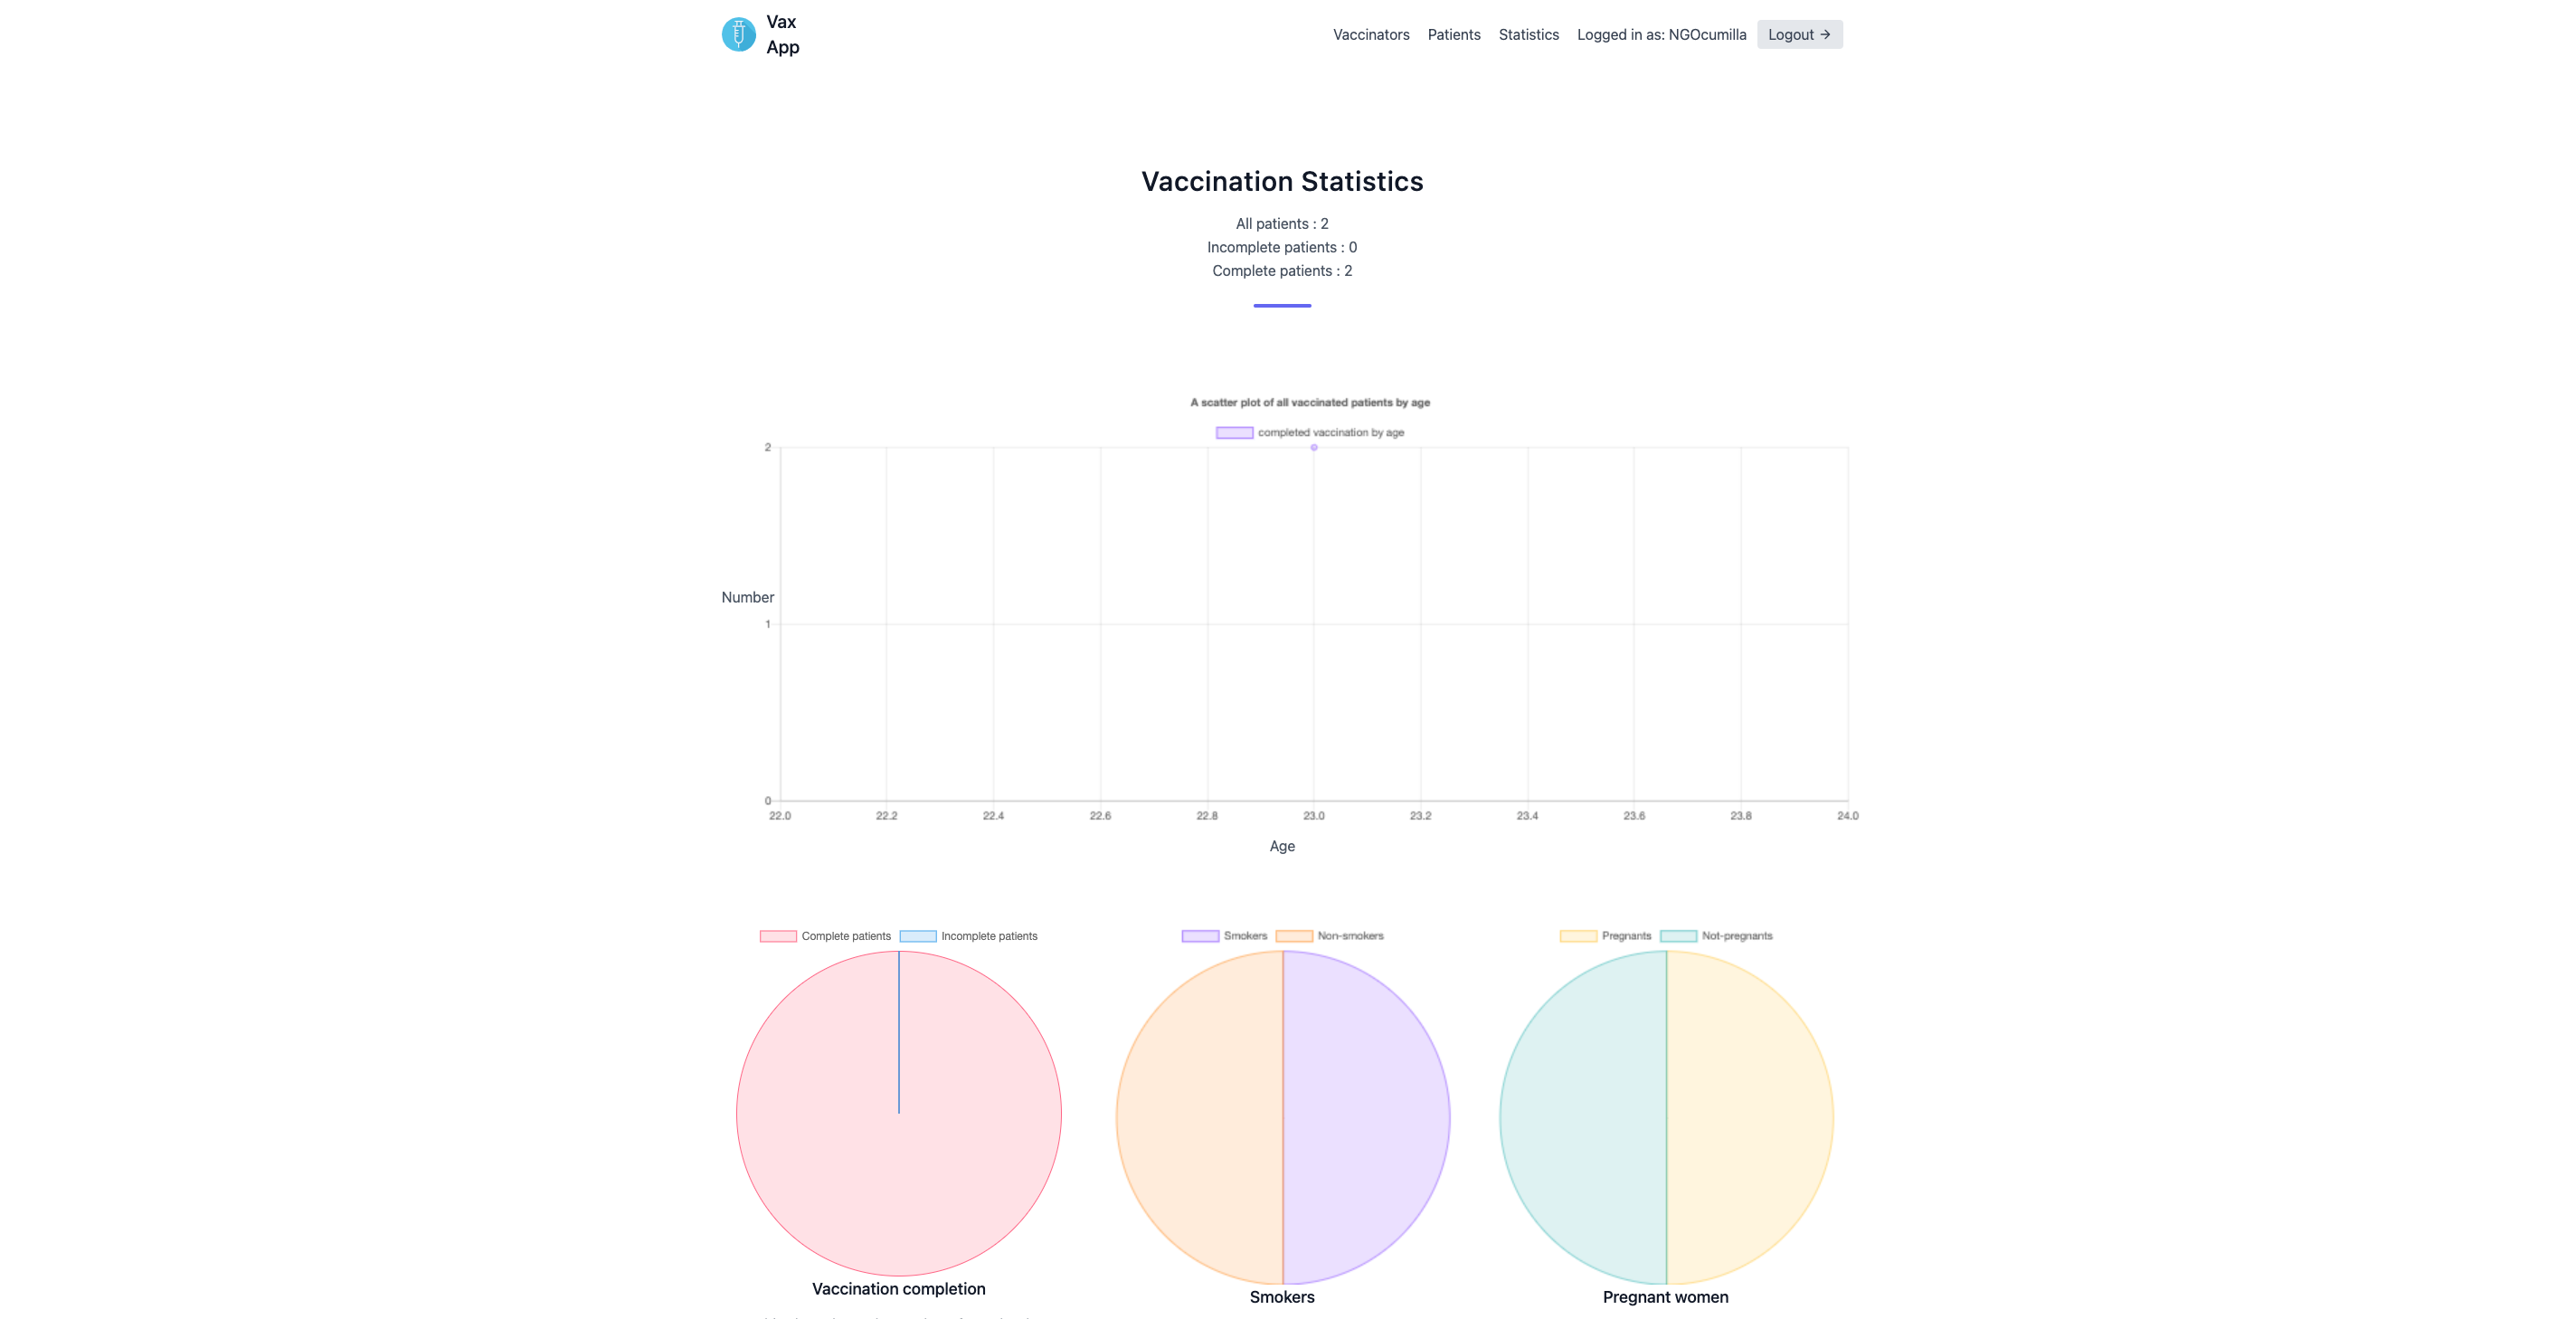 Vax
App
Vaccinators Patients Statistics Logged in as: NGOcumilla Logout →
Vaccination Statistics
All patients : 2
Incomplete patients : 0
Complete patients : 2
A scatter plot of all vaccinated patients by age
completed vaccination by age
2
Number
1
0
22.0 22.2 22.4 22.6 22.8 23.0 23.2 23.4 23.6 23.8 24.0
Age
Complete patients Incomplete patients
Smokers Non-smokers
Pregnants Not-pregnants
Vaccination completion
Smokers
Pregnant women